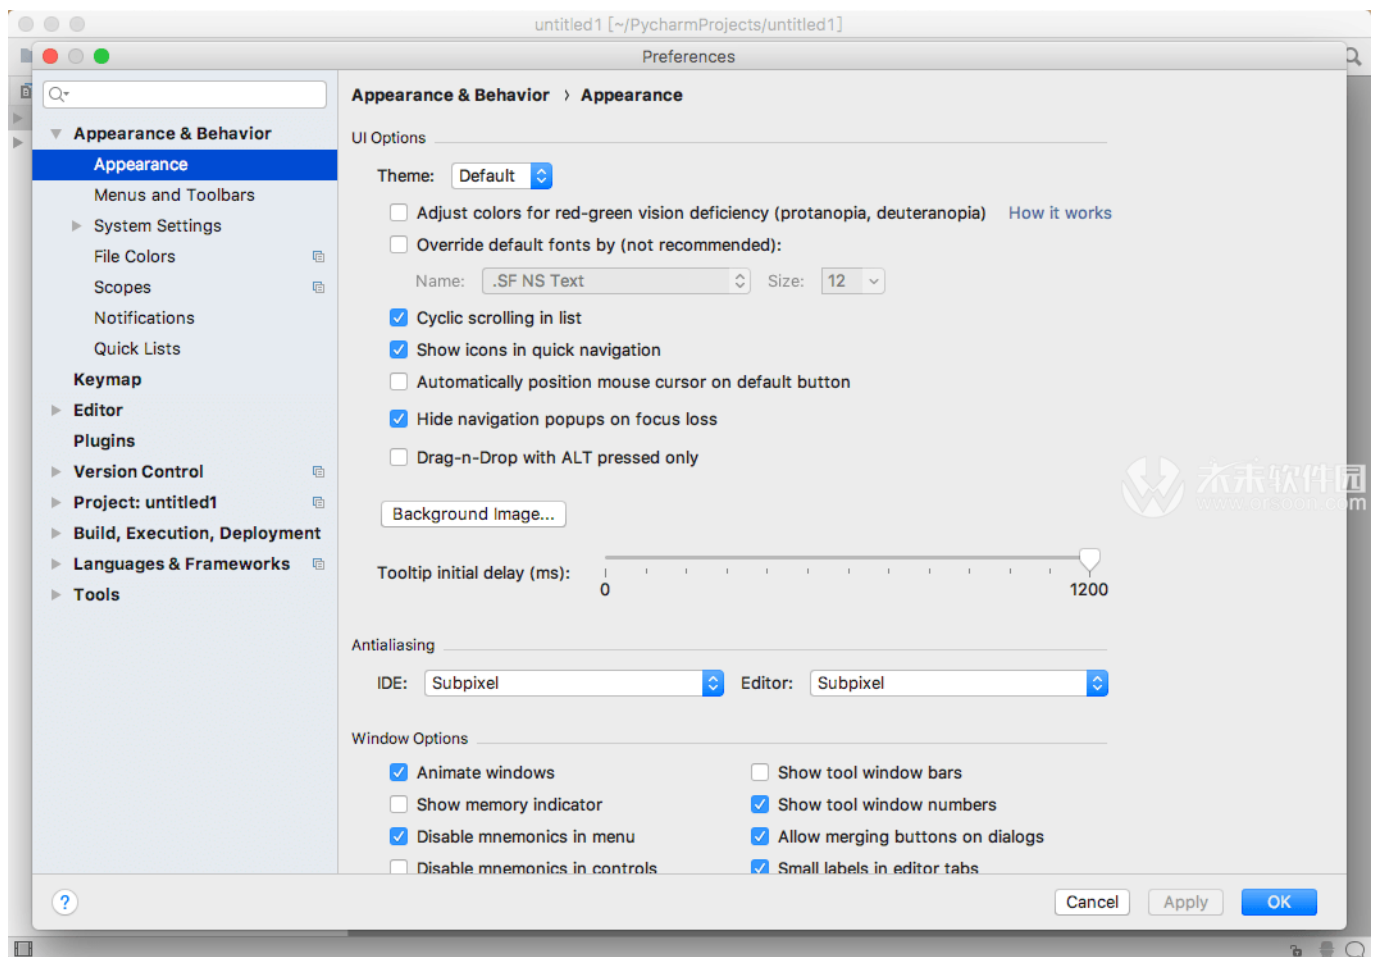 untitled1 [~/PycharmProjects/untitled1]
Preferences
Appearance & Behavior
Appearance
Menus and Toolbars
System Settings
File Colors
Scopes
Notifications
Quick Lists
Keymap
Editor
Plugins
Version Control
Project: untitled1
Build, Execution, Deployment
Languages & Frameworks
Tools
Appearance & Behavior › Appearance
UI Options
Theme: Default
Adjust colors for red-green vision deficiency (protanopia, deuteranopia) How it works
Override default fonts by (not recommended):
Name: .SF NS Text Size: 12
Cyclic scrolling in list
Show icons in quick navigation
Automatically position mouse cursor on default button
Hide navigation popups on focus loss
Drag-n-Drop with ALT pressed only
Background Image...
Tooltip initial delay (ms):
0 1200
Antialiasing
IDE: Subpixel Editor: Subpixel
Window Options
Animate windows Show tool window bars
Show memory indicator Show tool window numbers
Disable mnemonics in menu Allow merging buttons on dialogs
Disable mnemonics in controls Small labels in editor tabs
? Cancel Apply OK
未来软件园